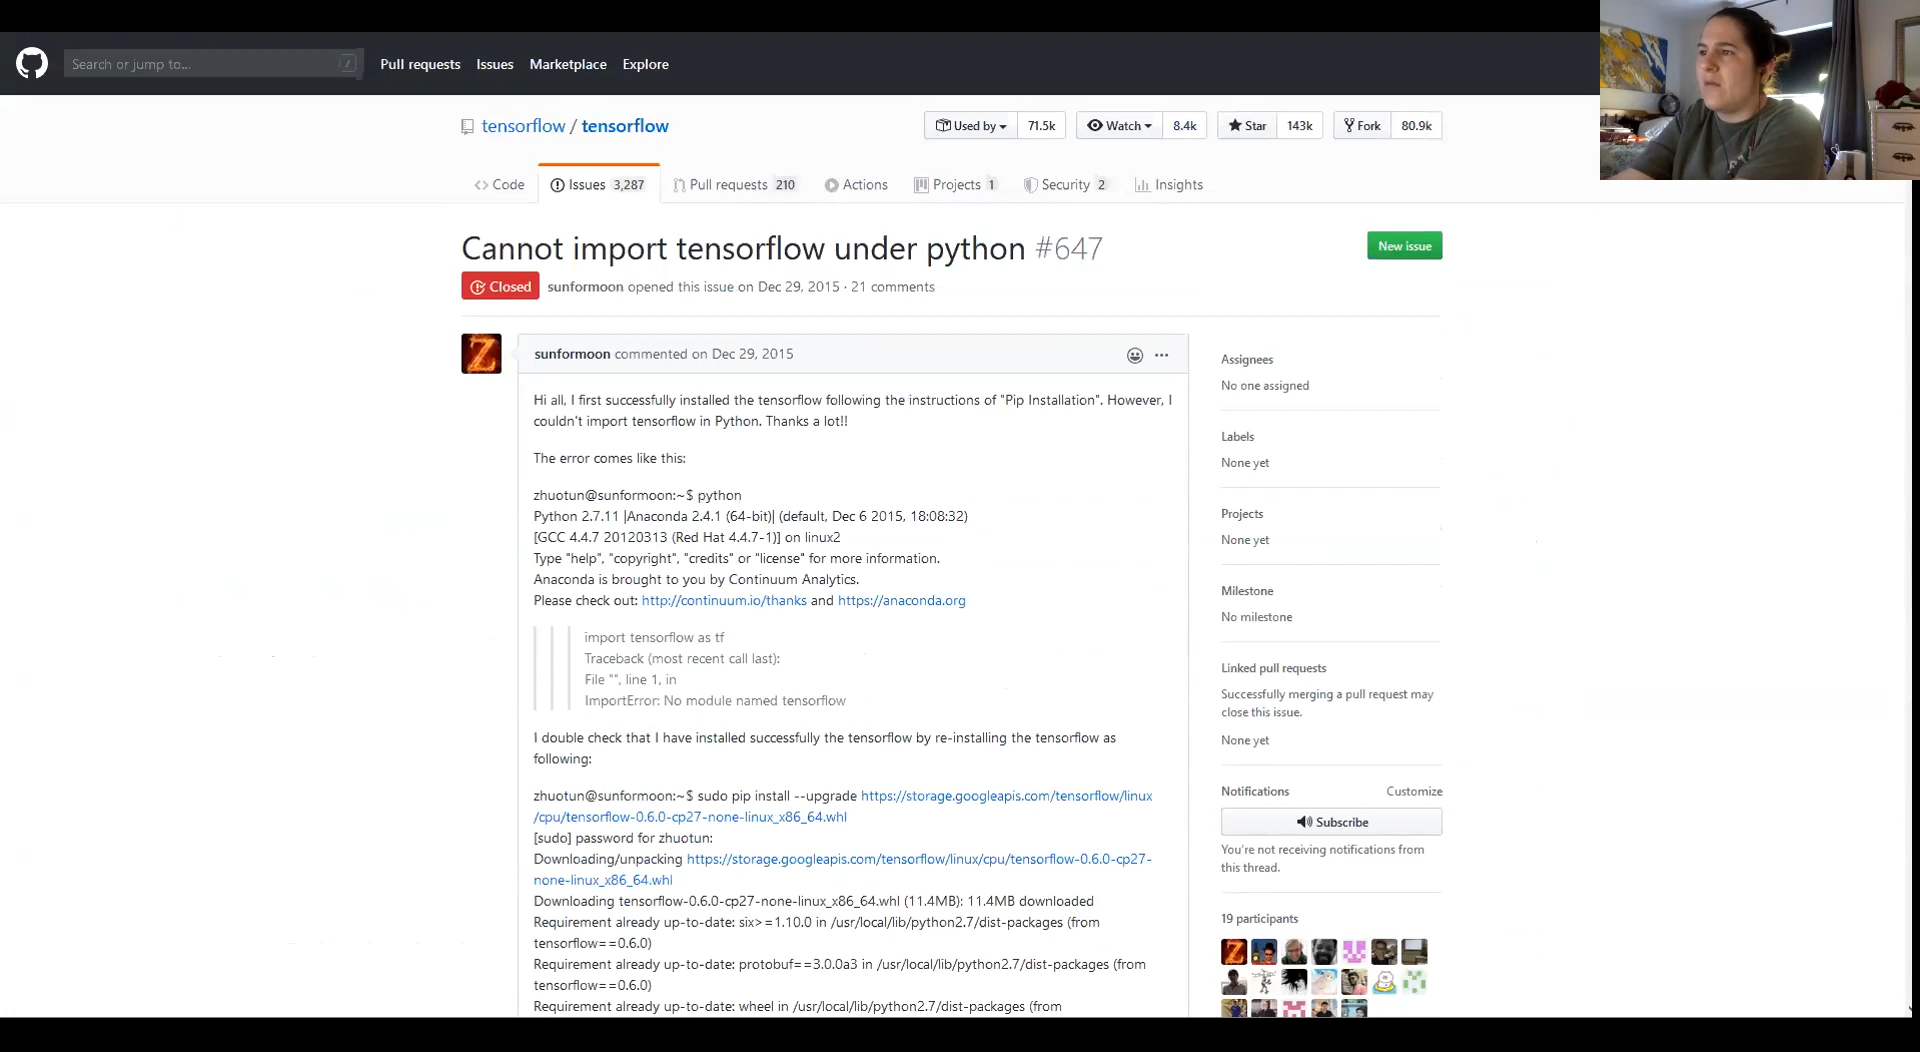 Search or jump to...
/
Pull requests Issues Marketplace Explore
tensorflow / tensorflow
Used by 71.5k Watch 8.4k Star 143k Fork 80.9k
Code Issues 3,287 Pull requests 210 Actions Projects 1 Security 2 Insights
Cannot import tensorflow under python #647
New issue
Closed sunformoon opened this issue on Dec 29, 2015 · 21 comments
Z
sunformoon commented on Dec 29, 2015
Hi all, I first successfully installed the tensorflow following the instructions of "Pip Installation". However, I
couldn't import tensorflow in Python. Thanks a lot!!
The error comes like this:
zhuotun@sunformoon:~$ python
Python 2.7.11 |Anaconda 2.4.1 (64-bit)| (default, Dec 6 2015, 18:08:32)
[GCC 4.4.7 20120313 (Red Hat 4.4.7-1)] on linux2
Type "help", "copyright", "credits" or "license" for more information.
Anaconda is brought to you by Continuum Analytics.
Please check out: http://continuum.io/thanks and https://anaconda.org
import tensorflow as tf
Traceback (most recent call last):
File "", line 1, in
ImportError: No module named tensorflow
I double check that I have installed successfully the tensorflow by re-installing the tensorflow as
following:
zhuotun@sunformoon:~$ sudo pip install --upgrade https://storage.googleapis.com/tensorflow/linux
/cpu/tensorflow-0.6.0-cp27-none-linux_x86_64.whl
[sudo] password for zhuotun:
Downloading/unpacking https://storage.googleapis.com/tensorflow/linux/cpu/tensorflow-0.6.0-cp27-
none-linux_x86_64.whl
Downloading tensorflow-0.6.0-cp27-none-linux_x86_64.whl (11.4MB): 11.4MB downloaded
Requirement already up-to-date: six>=1.10.0 in /usr/local/lib/python2.7/dist-packages (from
tensorflow==0.6.0)
Requirement already up-to-date: protobuf==3.0.0a3 in /usr/local/lib/python2.7/dist-packages (from
tensorflow==0.6.0)
Requirement already up-to-date: wheel in /usr/local/lib/python2.7/dist-packages (from
Assignees
No one assigned
Labels
None yet
Projects
None yet
Milestone
No milestone
Linked pull requests
Successfully merging a pull request may
close this issue.
None yet
Notifications Customize
Subscribe
You're not receiving notifications from
this thread.
19 participants
Z